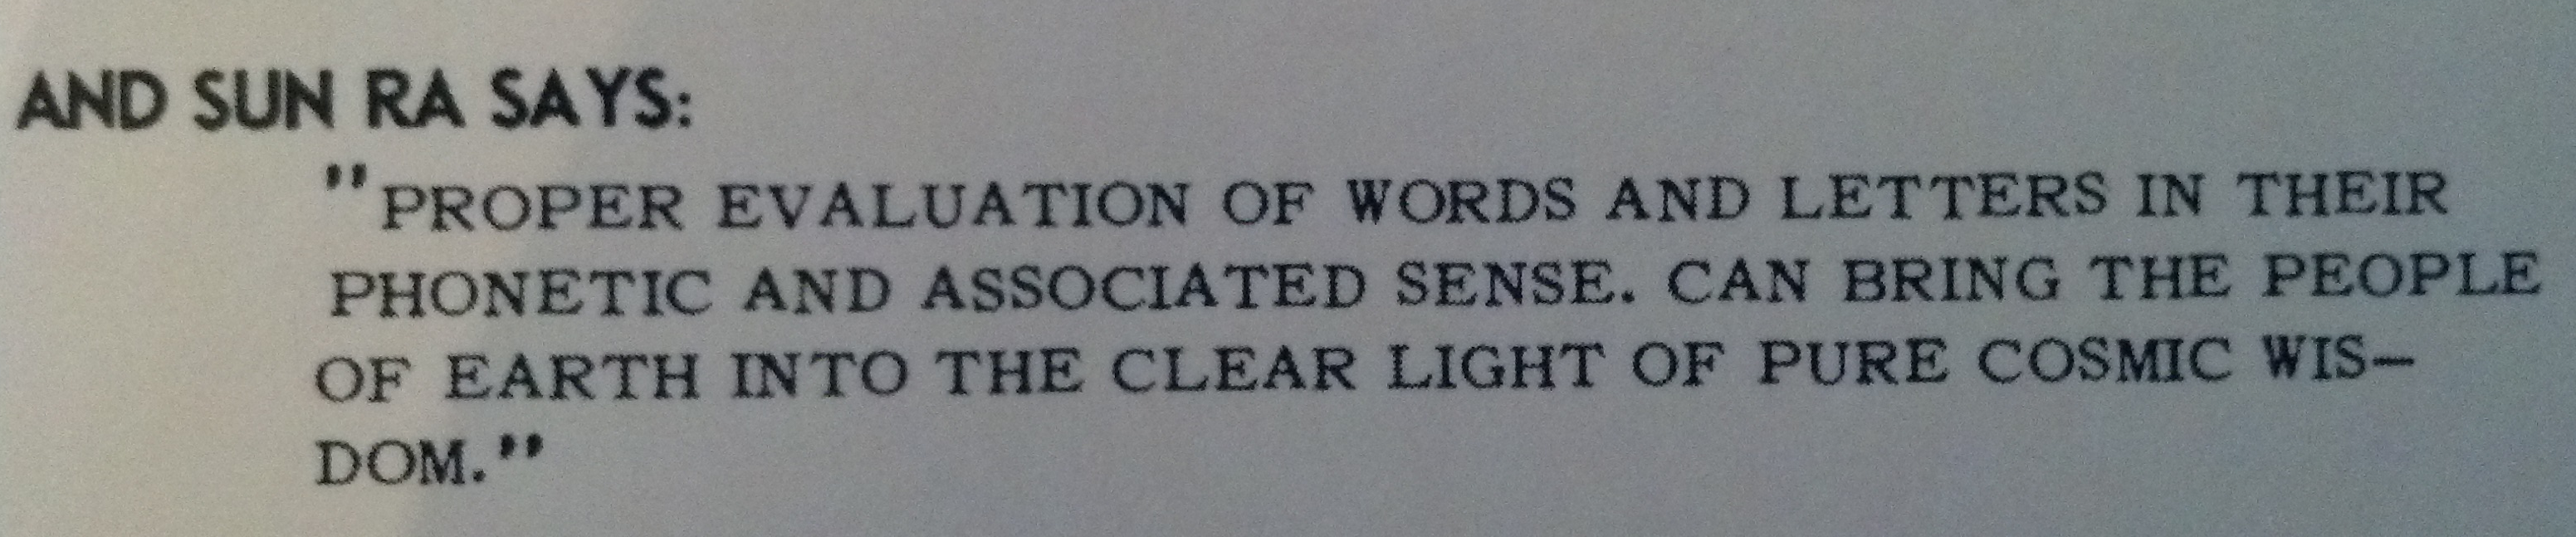 AND SUN RA SAYS:
"PROPER EVALUATION OF WORDS AND LETTERS IN THEIR
PHONETIC AND ASSOCIATED SENSE. CAN BRING THE PEOPLE
OF EARTH INTO THE CLEAR LIGHT OF PURE COSMIC WIS–
DOM."